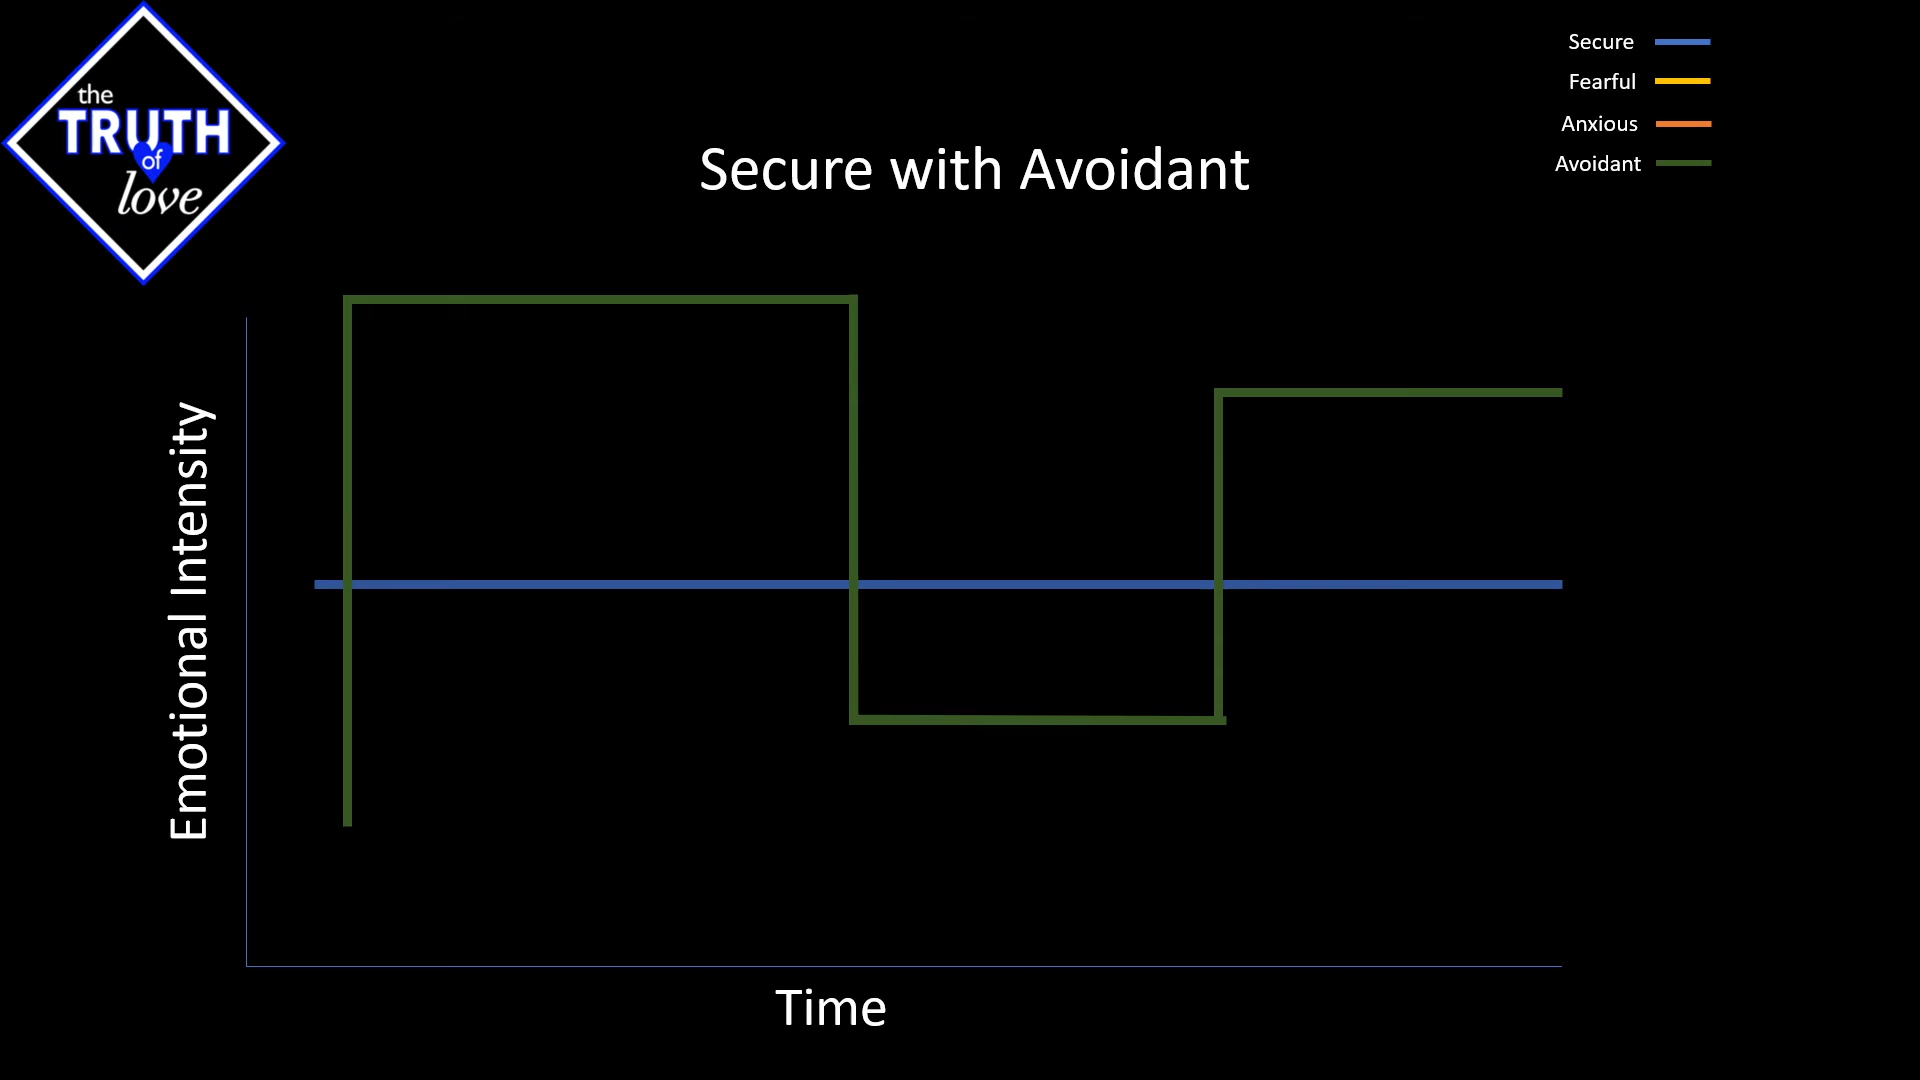 the
TRUTH
of
love
Secure
Fearful
Anxious
Avoidant
Secure with Avoidant
Emotional Intensity
Time